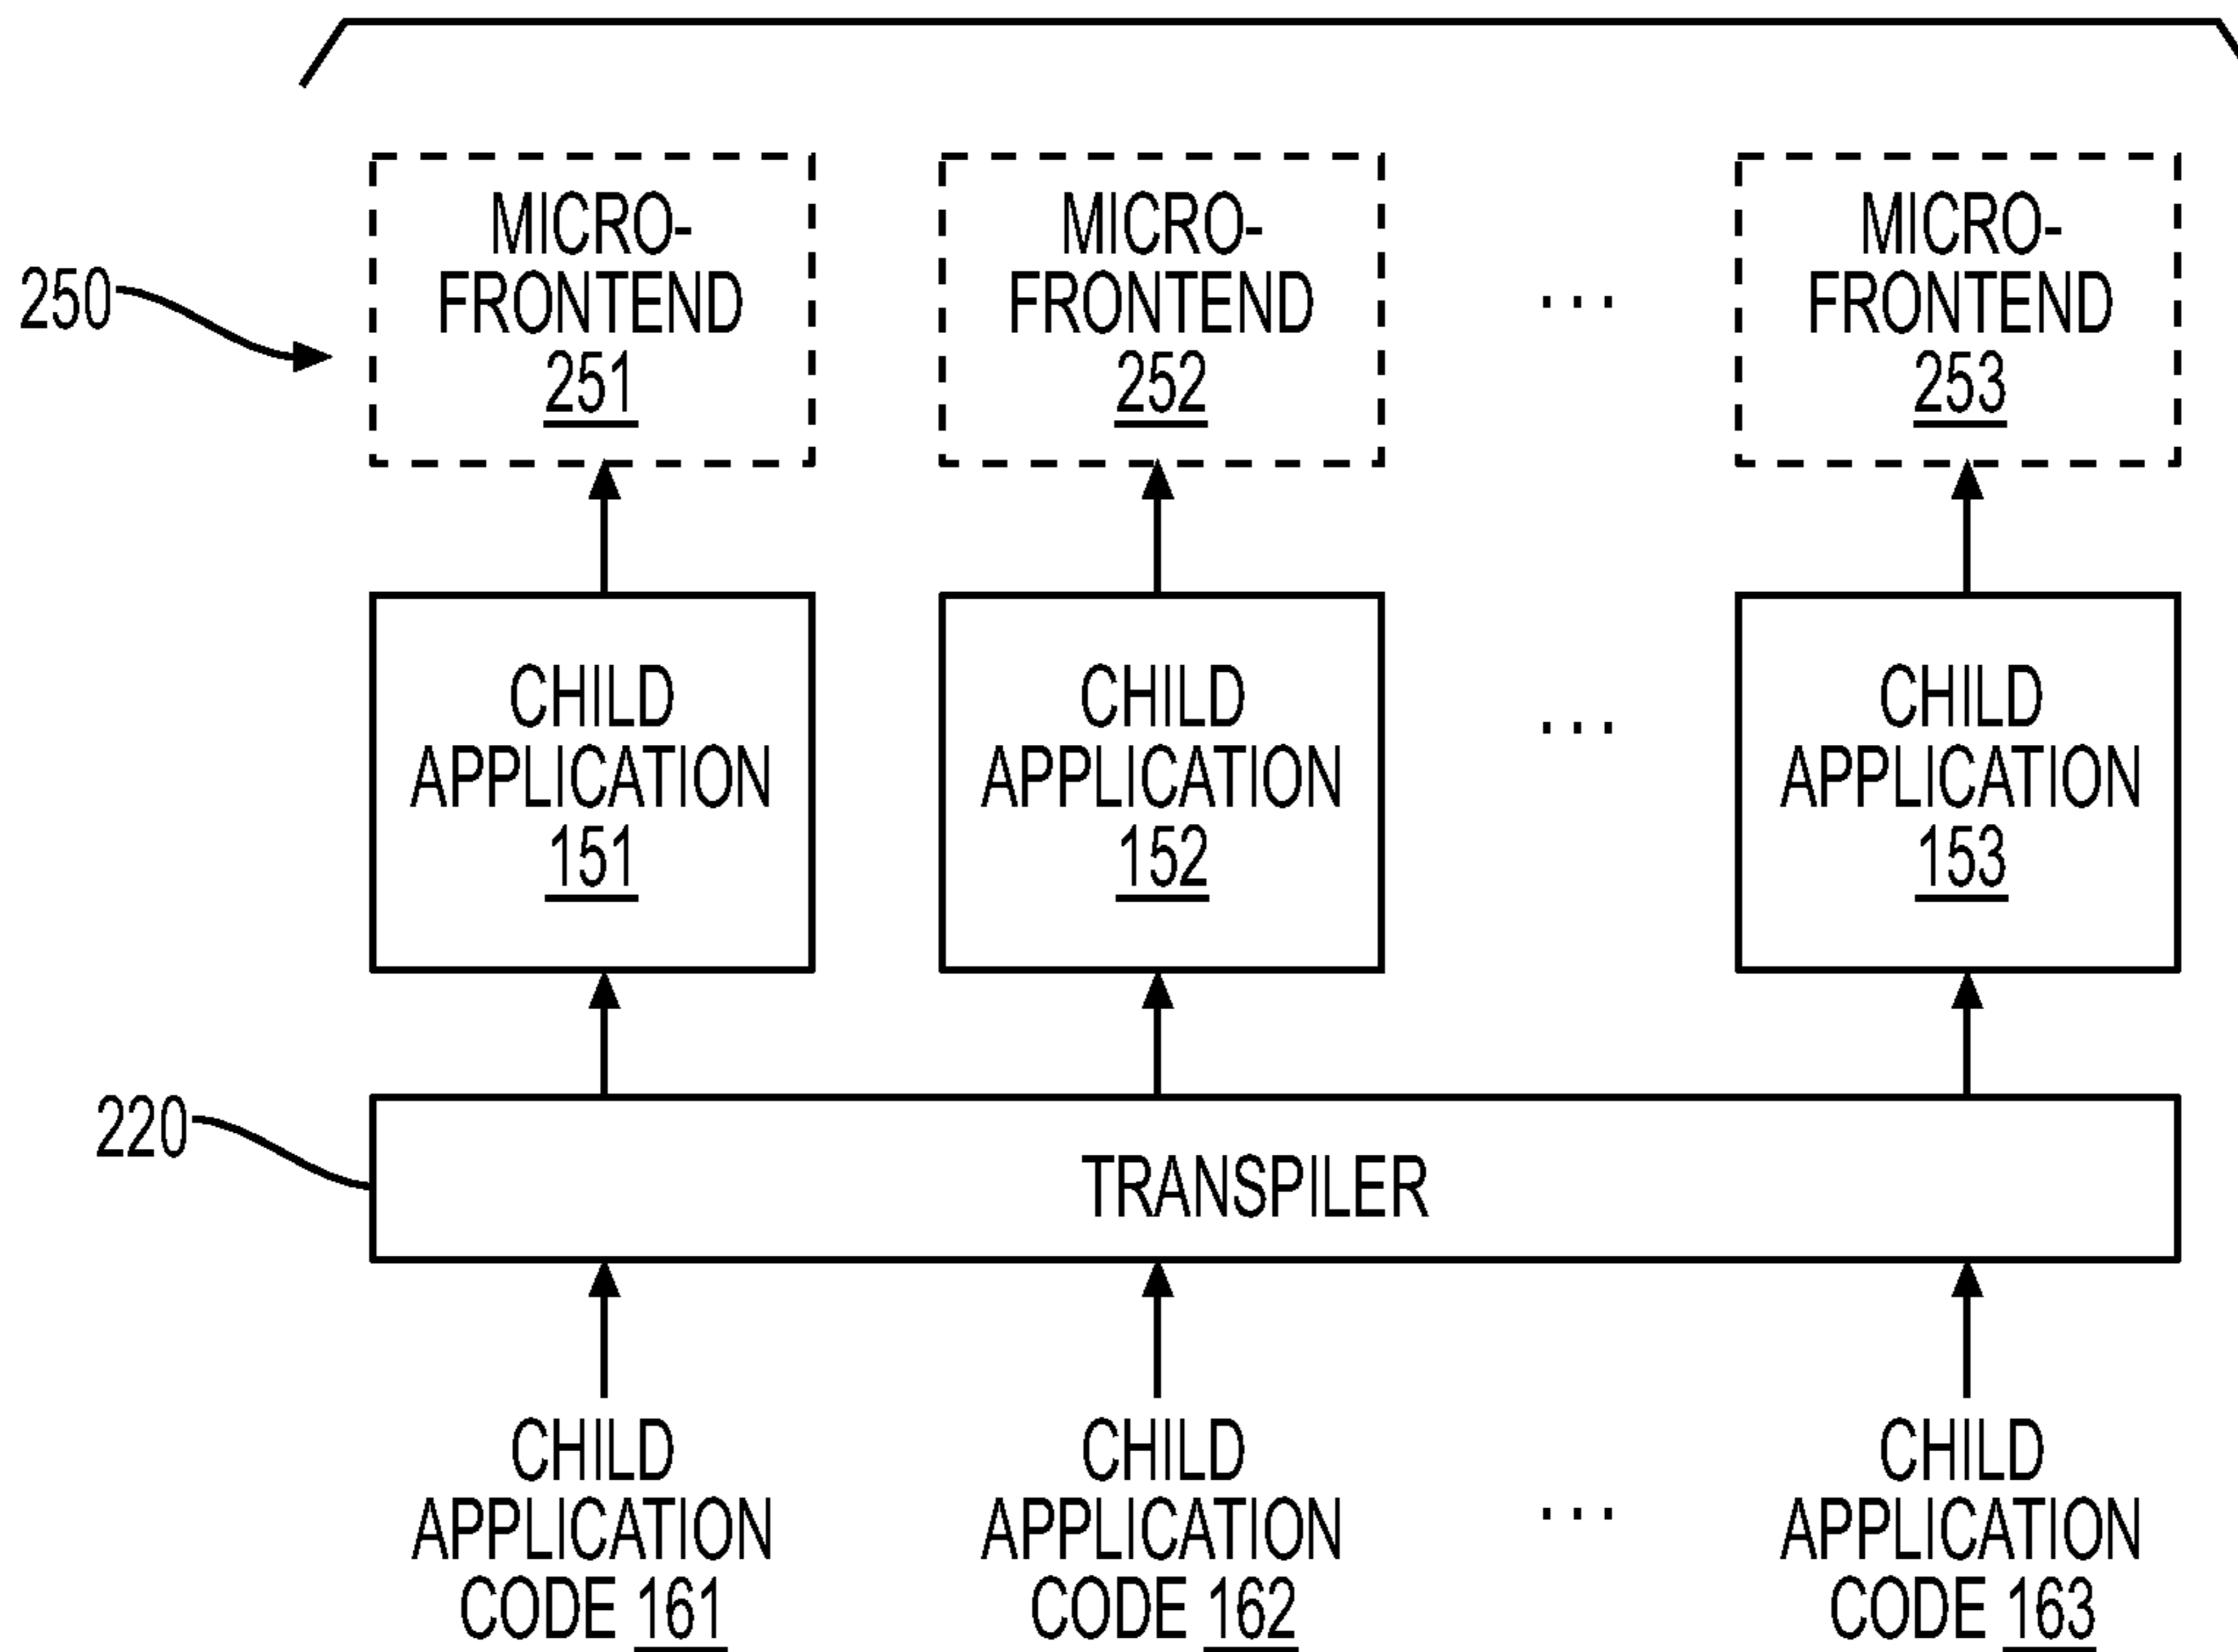 MICRO-
FRONTEND
251
MICRO-
FRONTEND
252
...
MICRO-
FRONTEND
253
250
CHILD
APPLICATION
151
CHILD
APPLICATION
152
...
CHILD
APPLICATION
153
220
TRANSPILER
CHILD
APPLICATION
CODE 161
CHILD
APPLICATION
CODE 162
...
CHILD
APPLICATION
CODE 163